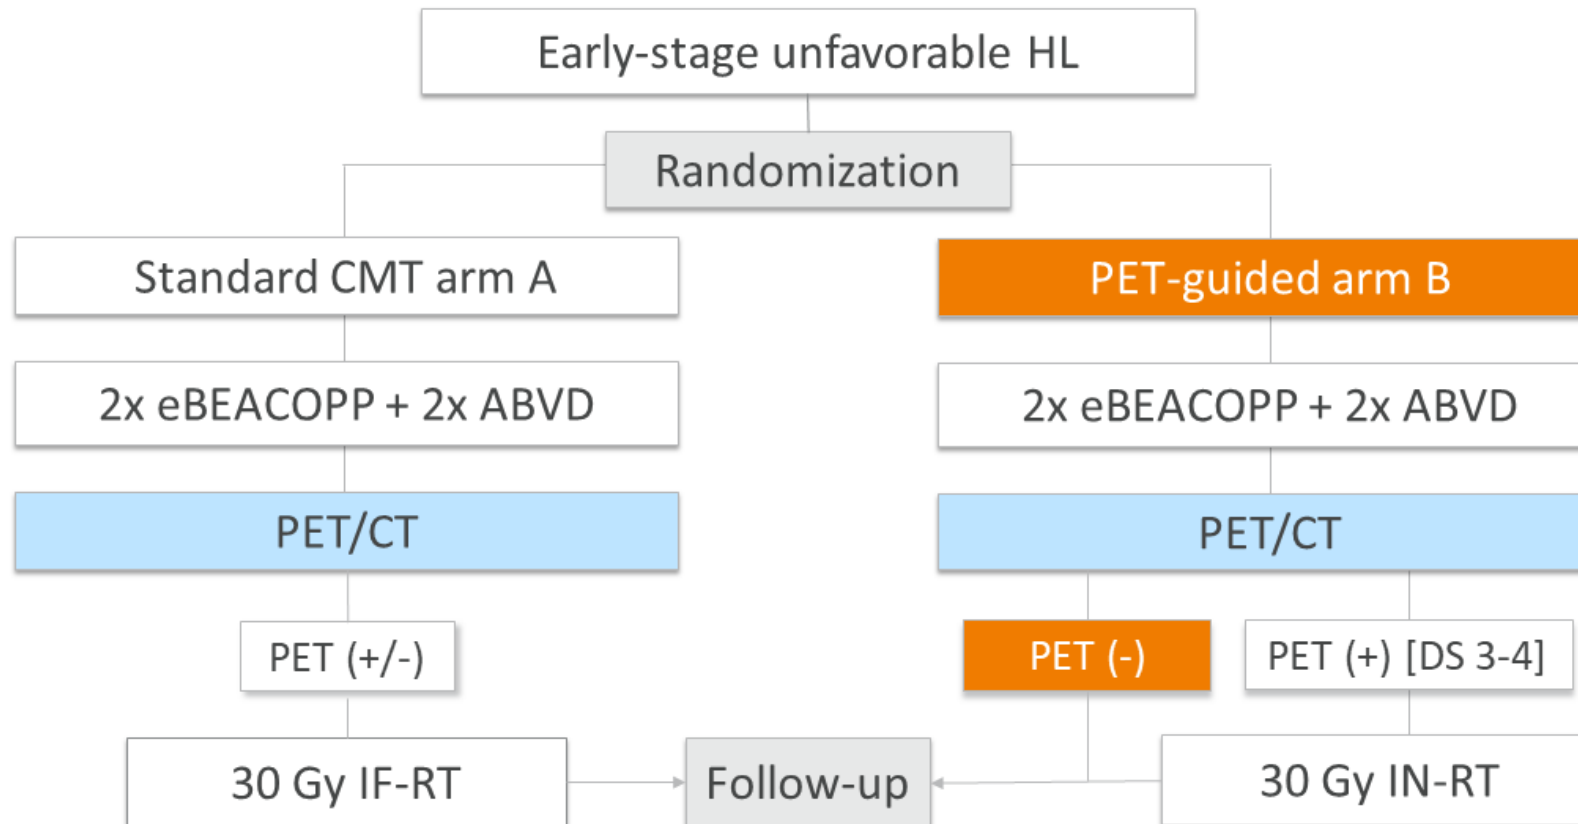 Early-stage unfavorable HL
Randomization
Standard CMT arm A
PET-guided arm B
2x eBEACOPP + 2x ABVD
2x eBEACOPP + 2x ABVD
PET/CT
PET/CT
PET (+/-)
PET (-)
PET (+) [DS 3-4]
30 Gy IF-RT
Follow-up
30 Gy IN-RT